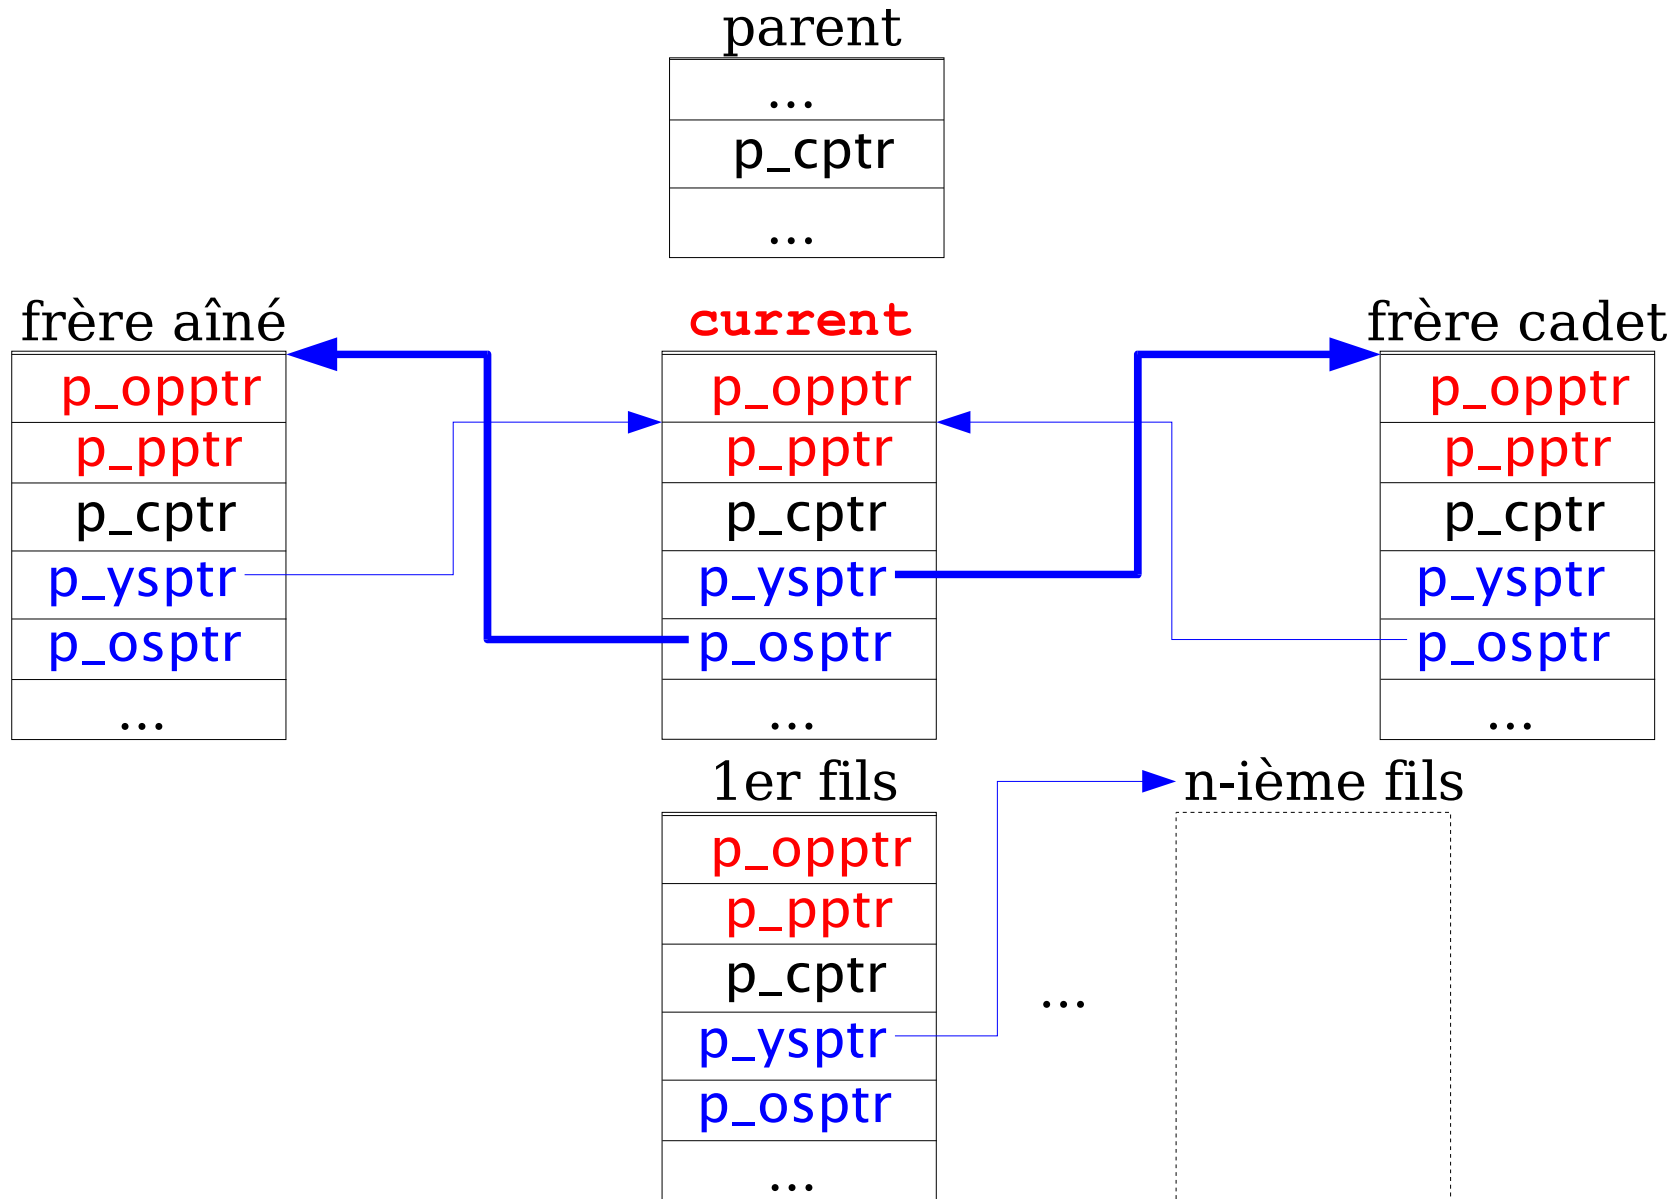 parent
...
p_cptr
...
frère aîné
p_opptr
p_pptr
p_cptr
p_ysptr
p_osptr
...
current
p_opptr
p_pptr
p_cptr
p_ysptr
p_osptr
...
frère cadet
p_opptr
p_pptr
p_cptr
p_ysptr
p_osptr
...
1er fils
p_opptr
p_pptr
p_cptr
p_ysptr
p_osptr
...
...
n-ième fils